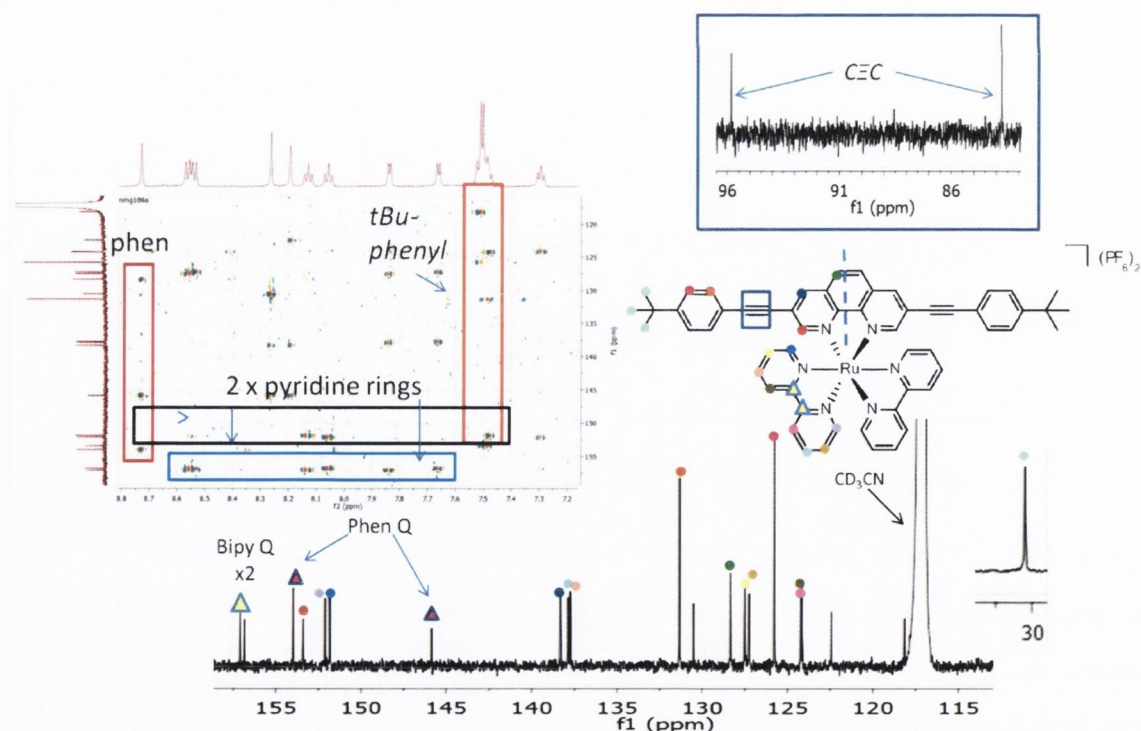 C≡C
96
91
86
f1 (ppm)
nmg186a
phen
tBu-
phenyl
2 x pyridine rings
120
125
130
135
140
145
150
155
f1 (ppm)
8.8 8.7 8.6 8.5 8.4 8.3 8.2 8.1 8.0 7.9 7.8 7.7 7.6 7.5 7.4 7.3 7.2
f2 (ppm)
(PF6)2
N N
N Ru N
N N
CD3CN
Phen Q
Bipy Q
x2
30
155 150 145 140 135 130 125 120 115
f1 (ppm)